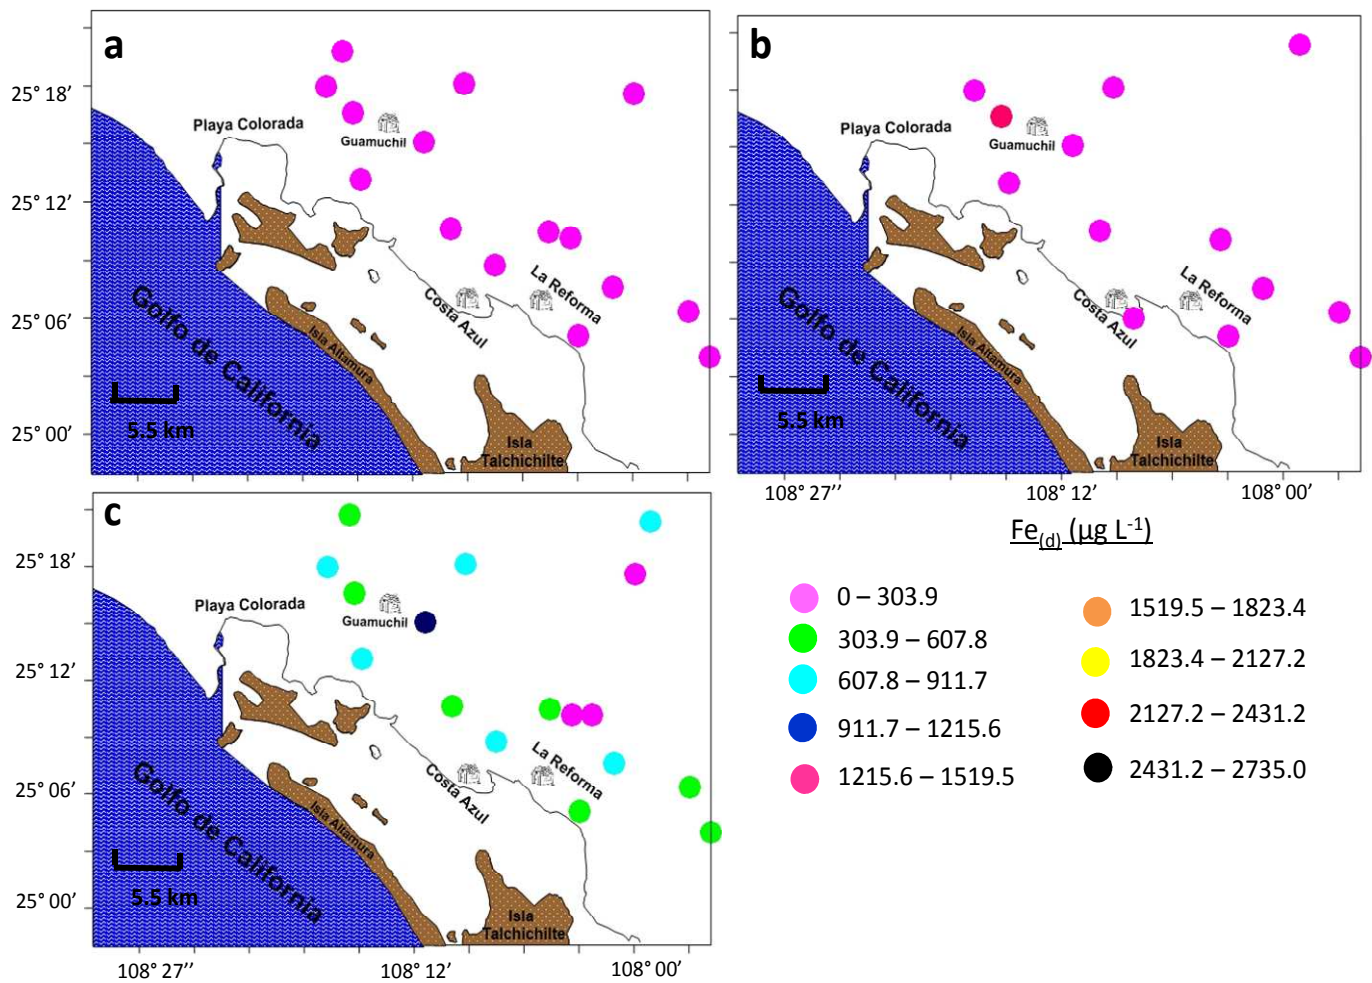 a
25° 18’
Playa Colorada
Guamuchil
25° 12’
La Reforma
Costa Azul
25° 06’
Golfo de California
Isla Altamura
5.5 km
25° 00’
Isla
Talchichilte
b
Playa Colorada
Guamuchil
La Reforma
Costa Azul
Golfo de California
Isla Altamura
5.5 km
Isla
Talchichilte
108° 27’’
108° 12’
108° 00’
c
25° 18’
Playa Colorada
Guamuchil
25° 12’
La Reforma
Costa Azul
25° 06’
Golfo de California
Isla Altamura
5.5 km
25° 00’
Isla
Talchichilte
108° 27’’
108° 12’
108° 00’
Fe(d) (µg L-1)
0 – 303.9
303.9 – 607.8
607.8 – 911.7
911.7 – 1215.6
1215.6 – 1519.5
1519.5 – 1823.4
1823.4 – 2127.2
2127.2 – 2431.2
2431.2 – 2735.0